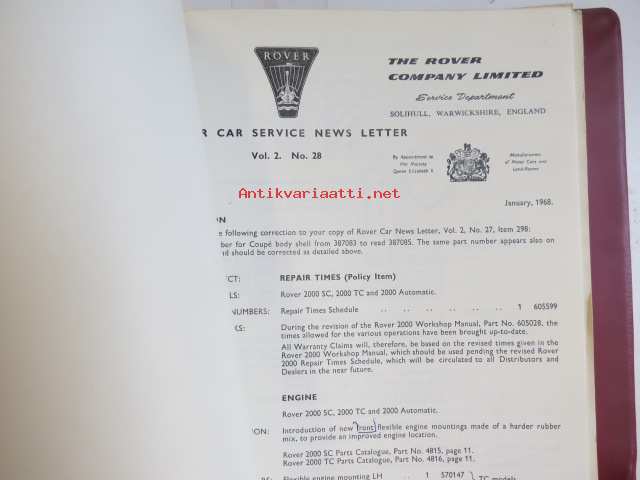 ROVER
THE ROVER
COMPANY LIMITED
Service Department
SOLIHULL, WARWICKSHIRE, ENGLAND
R CAR SERVICE NEWS LETTER
Vol. 2. No. 28
By Appointment to
Her Majesty
Queen Elizabeth II
Manufacturers
of Motor Cars and
Land-Rovers
Antikvariaatti.net
January, 1968.
ON
e following correction to your copy of Rover Car News Letter, Vol. 2, No. 27, Item 298:
ber for Coupé body shell from 387083 to read 387085. The same part number appears also on
d should be corrected as detailed above.
CT: REPAIR TIMES (Policy Item)
LS: Rover 2000 SC, 2000 TC and 2000 Automatic.
NUMBERS: Repair Times Schedule .. .. .. .. .. .. 1 605599
KS: During the revision of the Rover 2000 Workshop Manual, Part No. 605028, the
times allowed for the various operations have been brought up-to-date.
All Warranty Claims will, therefore, be based on the revised times given in the
Rover 2000 Workshop Manual, which should be used pending the revised Rover
2000 Repair Times Schedule, which will be circulated to all Distributors and
Dealers in the near future.
ENGINE
Rover 2000 SC, 2000 TC and 2000 Automatic.
ON: Introduction of new front flexible engine mountings made of a harder rubber
mix, to provide an improved engine location.
Rover 2000 SC Parts Catalogue, Part No. 4815, page 11.
Rover 2000 TC Parts Catalogue, Part No. 4816, page 11.
RS: Flexible engine mounting LH .. 1 570147 } TC models